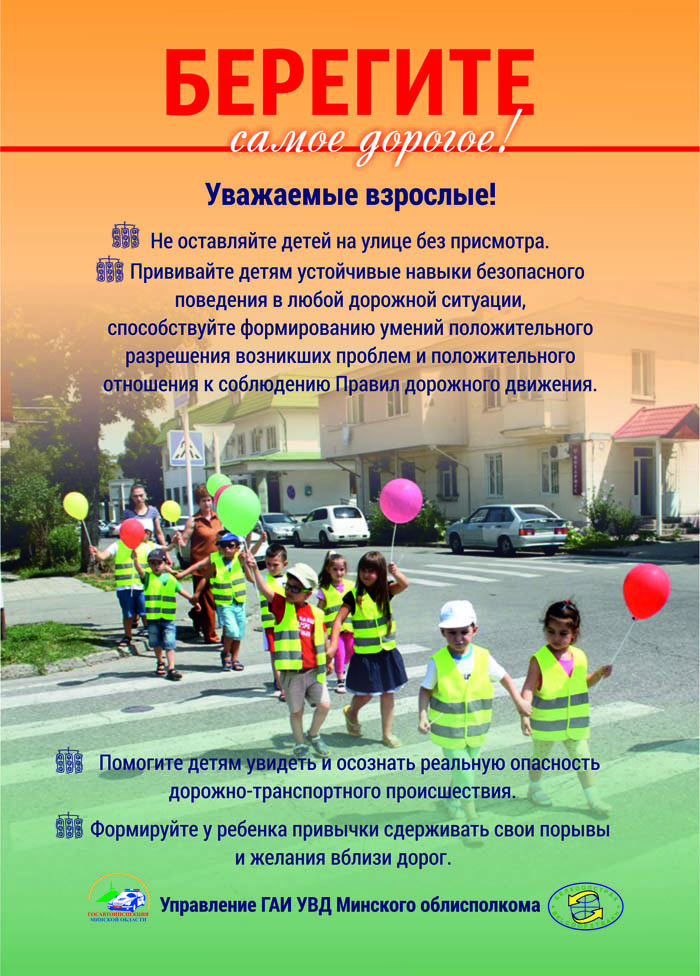 БЕРЕГИТЕ
самое дорогое!
Уважаемые взрослые!
Не оставляйте детей на улице без присмотра.
Прививайте детям устойчивые навыки безопасного
поведения в любой дорожной ситуации,
способствуйте формированию умений положительного
разрешения возникших проблем и положительного
отношения к соблюдению Правил дорожного движения.
Помогите детям увидеть и осознать реальную опасность
дорожно-транспортного происшествия.
Формируйте у ребенка привычки сдерживать свои порывы
и желания вблизи дорог.
ГОСАВТОИНСПЕКЦИЯ
МИНСКОЙ ОБЛАСТИ
Управление ГАИ УВД Минского облисполкома